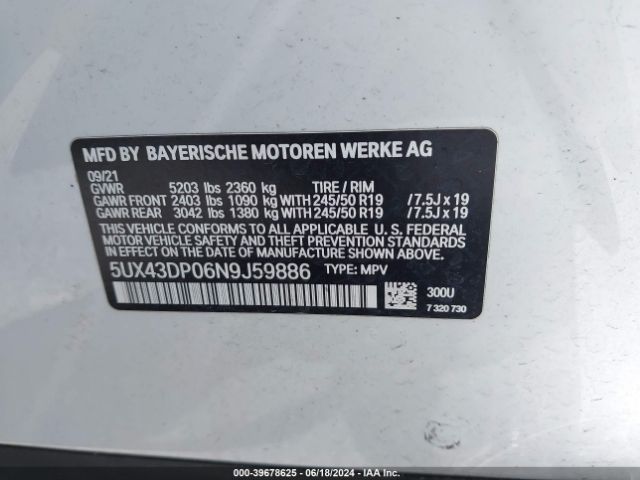 MFD BY BAYERISCHE MOTOREN WERKE AG
09/21
GVWR 5203 lbs 2360 kg TIRE / RIM
GAWR FRONT 2403 lbs 1090 kg WITH 245/50 R19 /7.5J x 19
GAWR REAR 3042 lbs 1380 kg WITH 245/50 R19 /7.5J x 19
THIS VEHICLE CONFORMS TO ALL APPLICABLE U. S. FEDERAL
MOTOR VEHICLE SAFETY, BUMPER, AND THEFT PREVENTION
STANDARDS IN EFFECT ON THE DATE OF MANUFACTURE SHOWN ABOVE.
5UX43DP06N9J59886 TYPE: MPV
300U
7 320 730
000-39678625 - 06/18/2024 - IAA Inc.